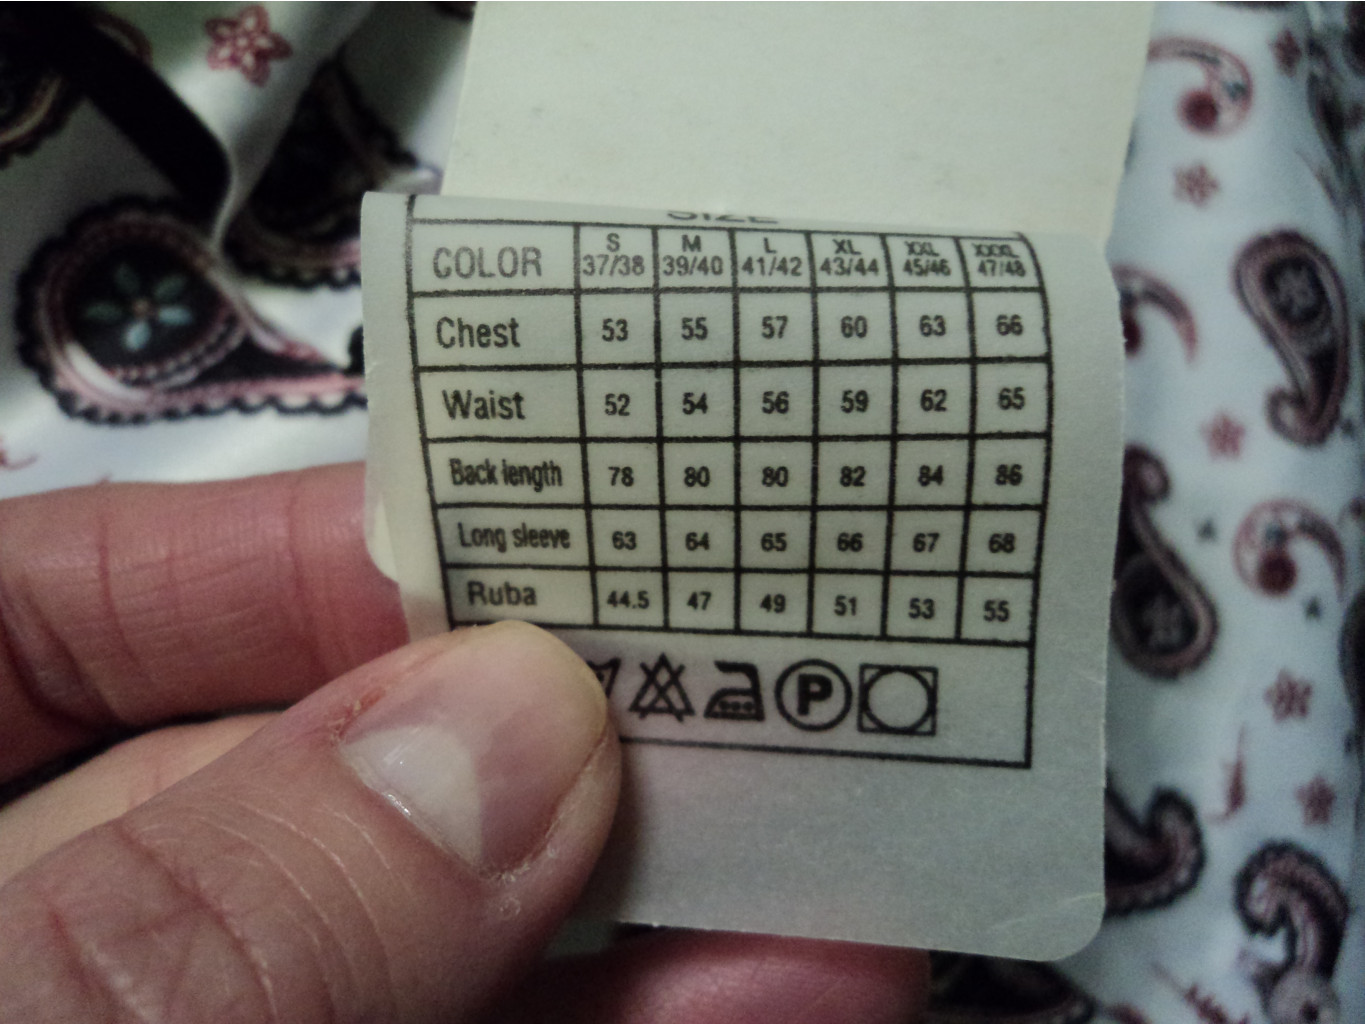 SIZE
COLOR S 37/38 M 39/40 L 41/42 XL 43/44 XXL 45/46 XXXL 47/48
Chest 53 55 57 60 63 66
Waist 52 54 56 59 62 65
Back length 78 80 80 82 84 86
Long sleeve 63 64 65 66 67 68
Ruba 44.5 47 49 51 53 55
P